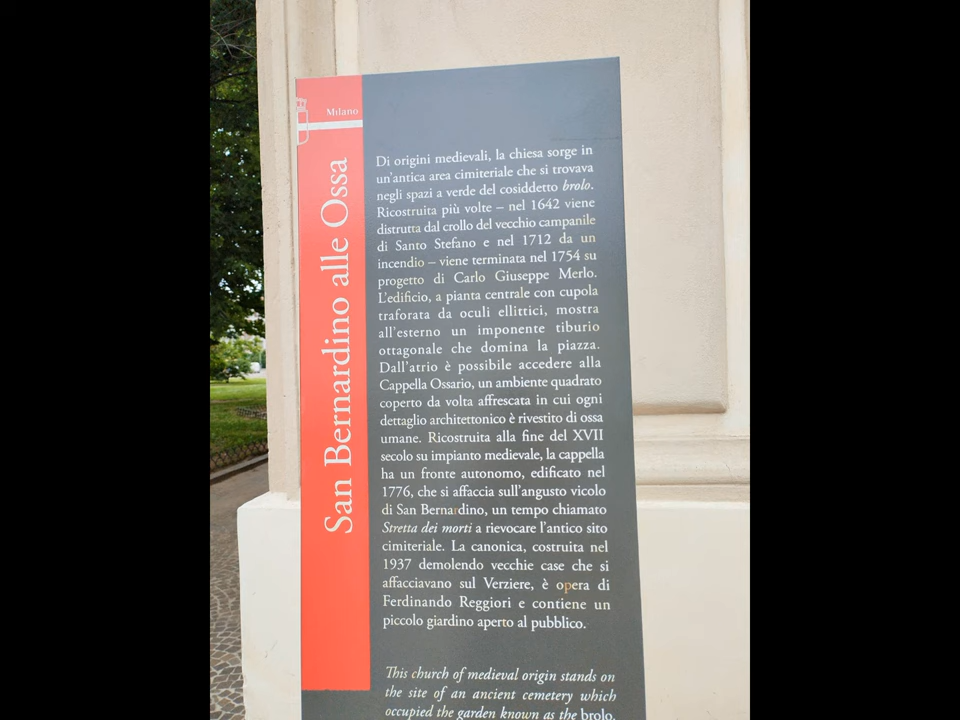 Milano
San Bernardino alle Ossa
Di origini medievali, la chiesa sorge in
un'antica area cimiteriale che si trovava
negli spazi a verde del cosiddetto brolo.
Ricostruita più volte – nel 1642 viene
distrutta dal crollo del vecchio campanile
di Santo Stefano e nel 1712 da un
incendio – viene terminata nel 1754 su
progetto di Carlo Giuseppe Merlo.
L'edificio, a pianta centrale con cupola
traforata da oculi ellittici, mostra
all'esterno un imponente tiburio
ottagonale che domina la piazza.
Dall'atrio è possibile accedere alla
Cappella Ossario, un ambiente quadrato
coperto da volta affrescata in cui ogni
dettaglio architettonico è rivestito di ossa
umane. Ricostruita alla fine del XVII
secolo su impianto medievale, la cappella
ha un fronte autonomo, edificato nel
1776, che si affaccia sull'angusto vicolo
di San Bernardino, un tempo chiamato
Stretta dei morti a rievocare l'antico sito
cimiteriale. La canonica, costruita nel
1937 demolendo vecchie case che si
affacciavano sul Verziere, è opera di
Ferdinando Reggiori e contiene un
piccolo giardino aperto al pubblico.
This church of medieval origin stands on
the site of an ancient cemetery which
occupied the garden known as the brolo.